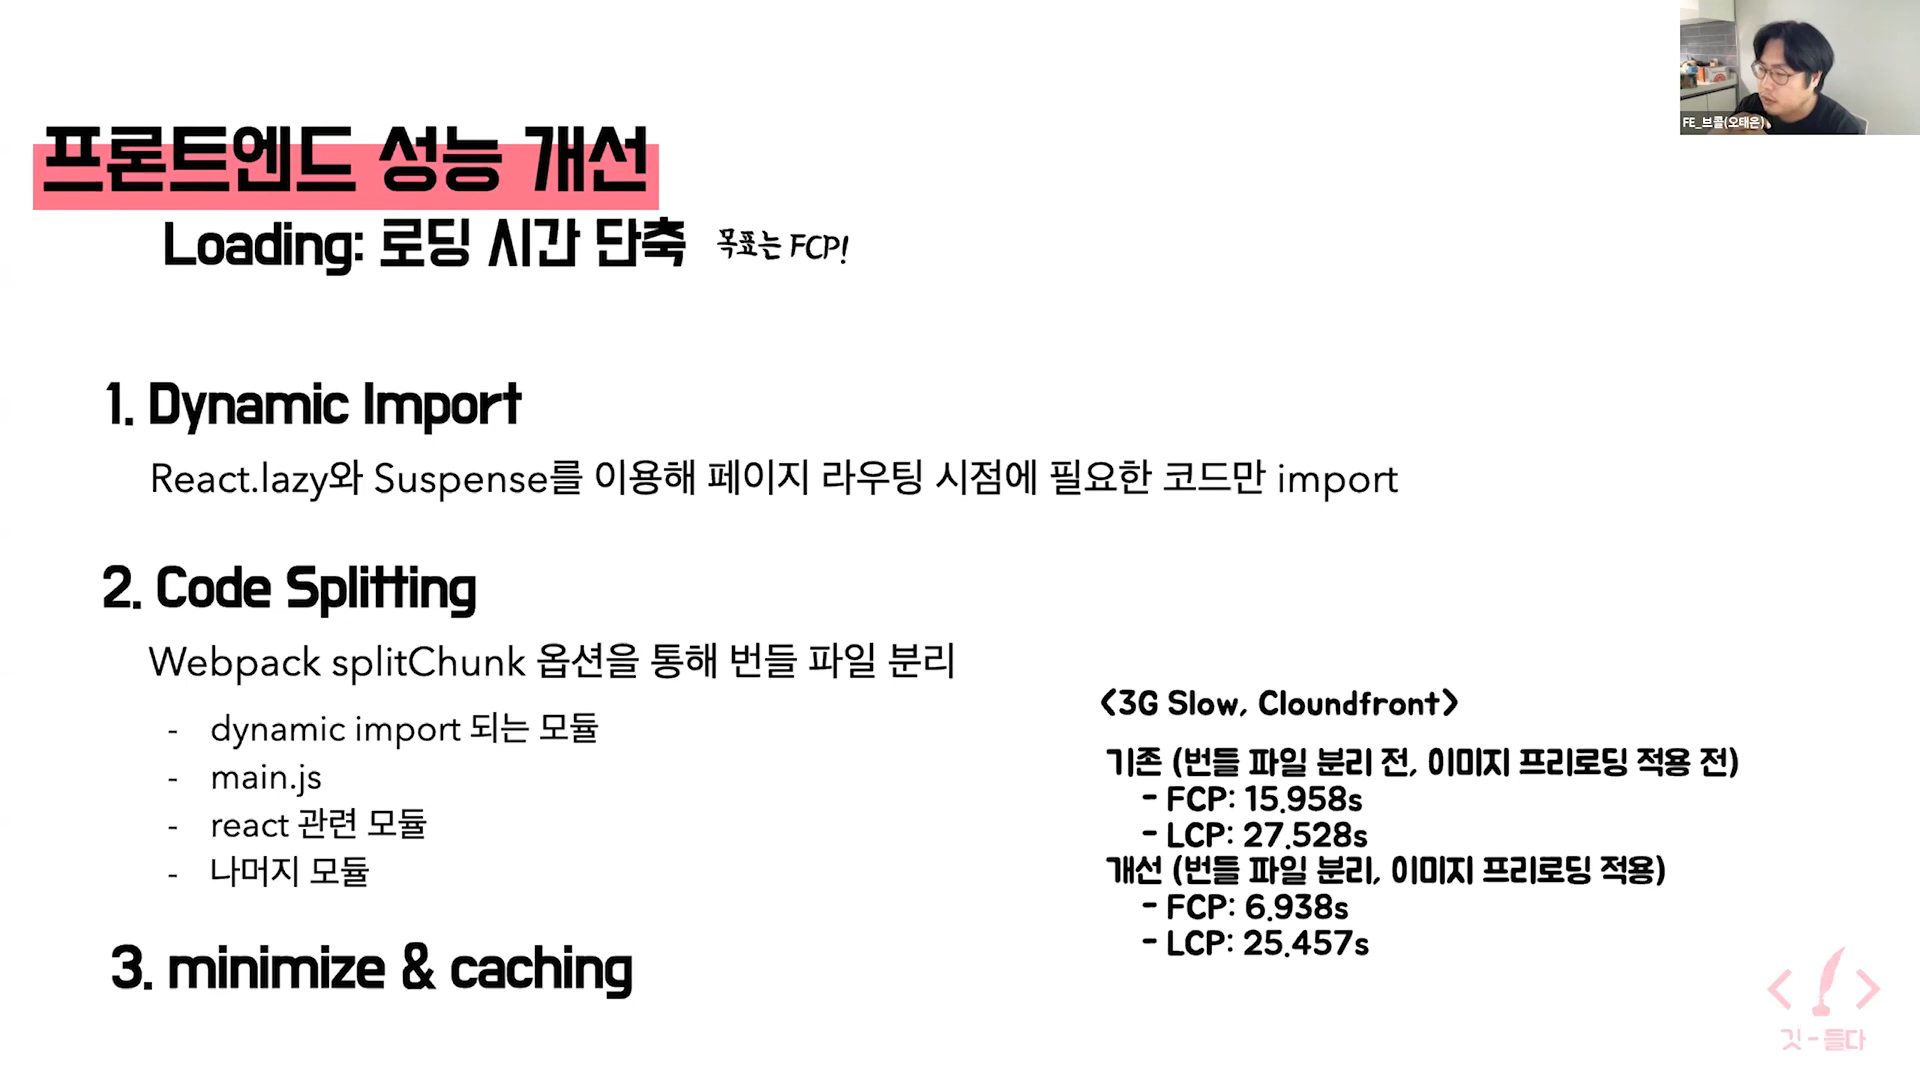 FE_브콜(오태은)
프론트엔드 성능 개선
Loading: 로딩 시간 단축 목표는 FCP!
1. Dynamic Import
React.lazy와 Suspense를 이용해 페이지 라우팅 시점에 필요한 코드만 import
2. Code Splitting
Webpack splitChunk 옵션을 통해 번들 파일 분리
- dynamic import 되는 모듈
- main.js
- react 관련 모듈
- 나머지 모듈
3. minimize & caching
<3G Slow, Cloundfront>
기존 (번들 파일 분리 전, 이미지 프리로딩 적용 전)
- FCP: 15.958s
- LCP: 27.528s
개선 (번들 파일 분리, 이미지 프리로딩 적용)
- FCP: 6.938s
- LCP: 25.457s
깃-들다